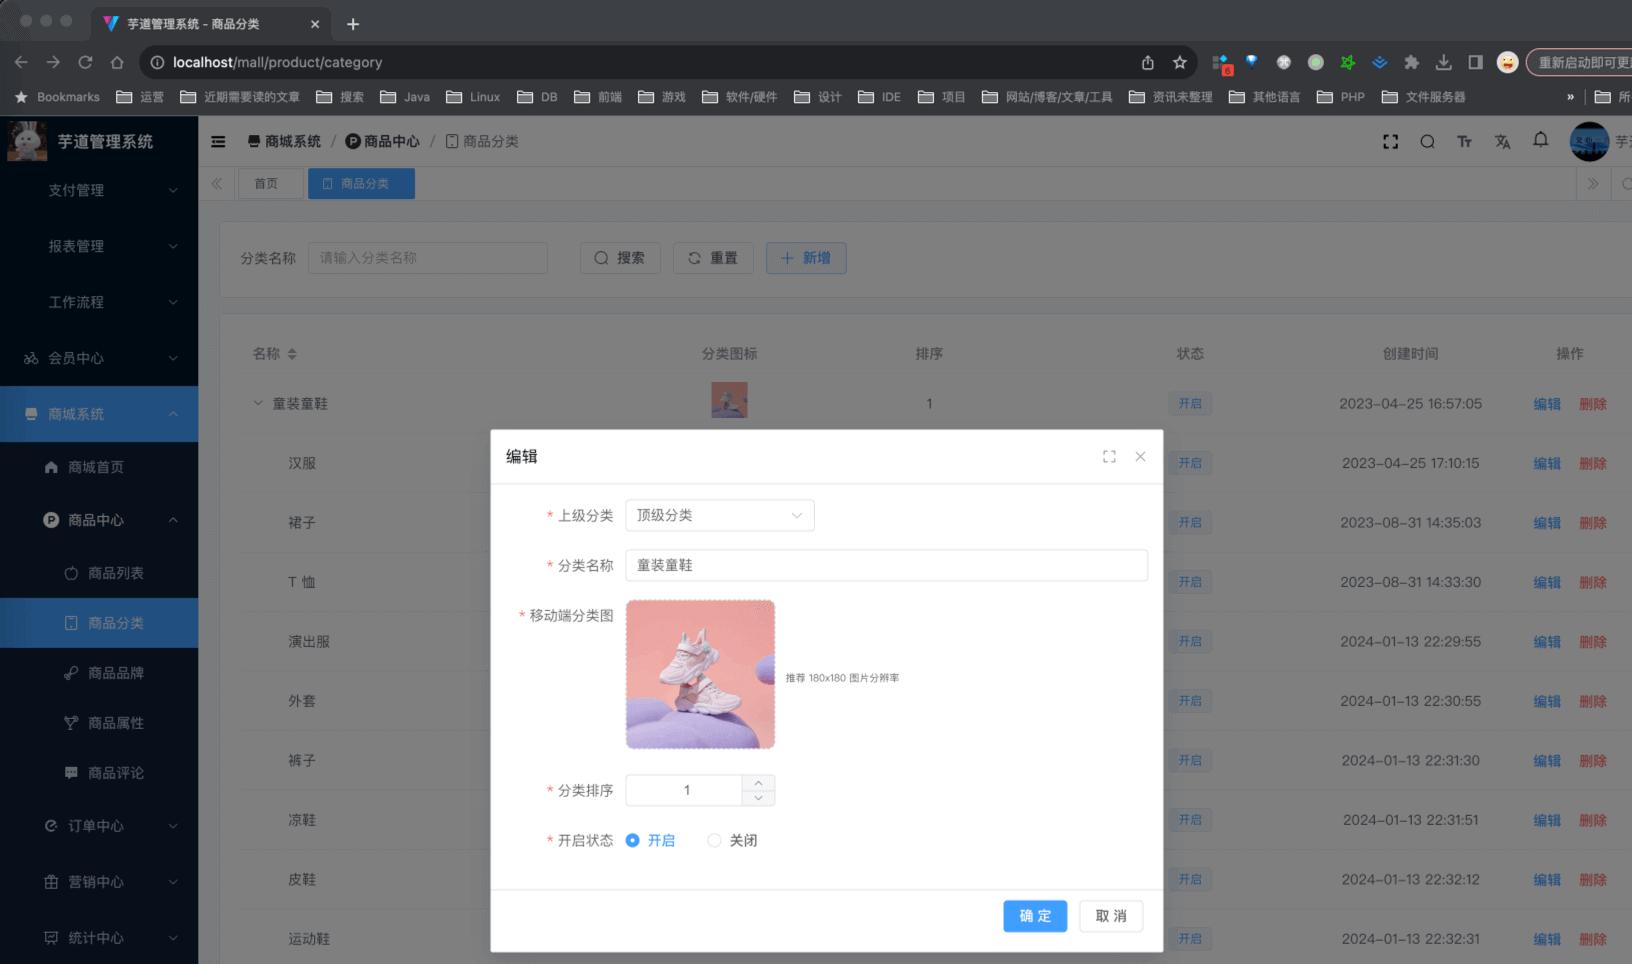 芋道管理系统 - 商品分类
localhost/mall/product/category
6
重新启动即可更
Bookmarks 运营 近期需要读的文章 搜索 Java Linux DB 前端 游戏 软件/硬件 设计 IDE 项目 网站/博客/文章/工具 资讯未整理 其他语言 PHP 文件服务器 » 所
芋道管理系统
商城系统 / 商品中心 / 商品分类
芋
支付管理
首页
商品分类
报表管理
分类名称 请输入分类名称 搜索 重置 新增
工作流程
会员中心
名称 分类图标 排序 状态 创建时间 操作
童装童鞋 1 开启 2023-04-25 16:57:05 编辑 删除
商城系统
商城首页
汉服 开启 2023-04-25 17:10:15 编辑 删除
商品中心
裙子 开启 2023-08-31 14:35:03 编辑 删除
商品列表
T 恤 开启 2023-08-31 14:33:30 编辑 删除
商品分类
演出服 开启 2024-01-13 22:29:55 编辑 删除
商品品牌
外套 开启 2024-01-13 22:30:55 编辑 删除
商品属性
裤子 开启 2024-01-13 22:31:30 编辑 删除
商品评论
凉鞋 开启 2024-01-13 22:31:51 编辑 删除
订单中心
皮鞋 开启 2024-01-13 22:32:12 编辑 删除
营销中心
运动鞋 开启 2024-01-13 22:32:31 编辑 删除
统计中心
编辑
* 上级分类 顶级分类
* 分类名称 童装童鞋
* 移动端分类图
推荐 180x180 图片分辨率
* 分类排序 1
* 开启状态 开启 关闭
确 定 取 消